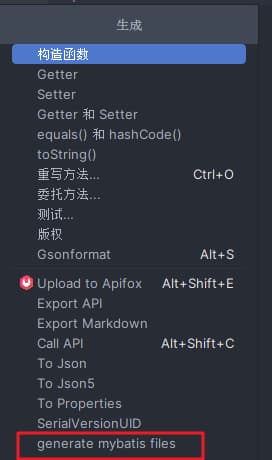 生成
构造函数
Getter
Setter
Getter 和 Setter
equals() 和 hashCode()
toString()
重写方法... Ctrl+O
委托方法...
测试...
版权
Gsonformat Alt+S
Upload to Apifox Alt+Shift+E
Export API
Export Markdown
Call API Alt+Shift+C
To Json
To Json5
To Properties
SerialVersionUID
generate mybatis files